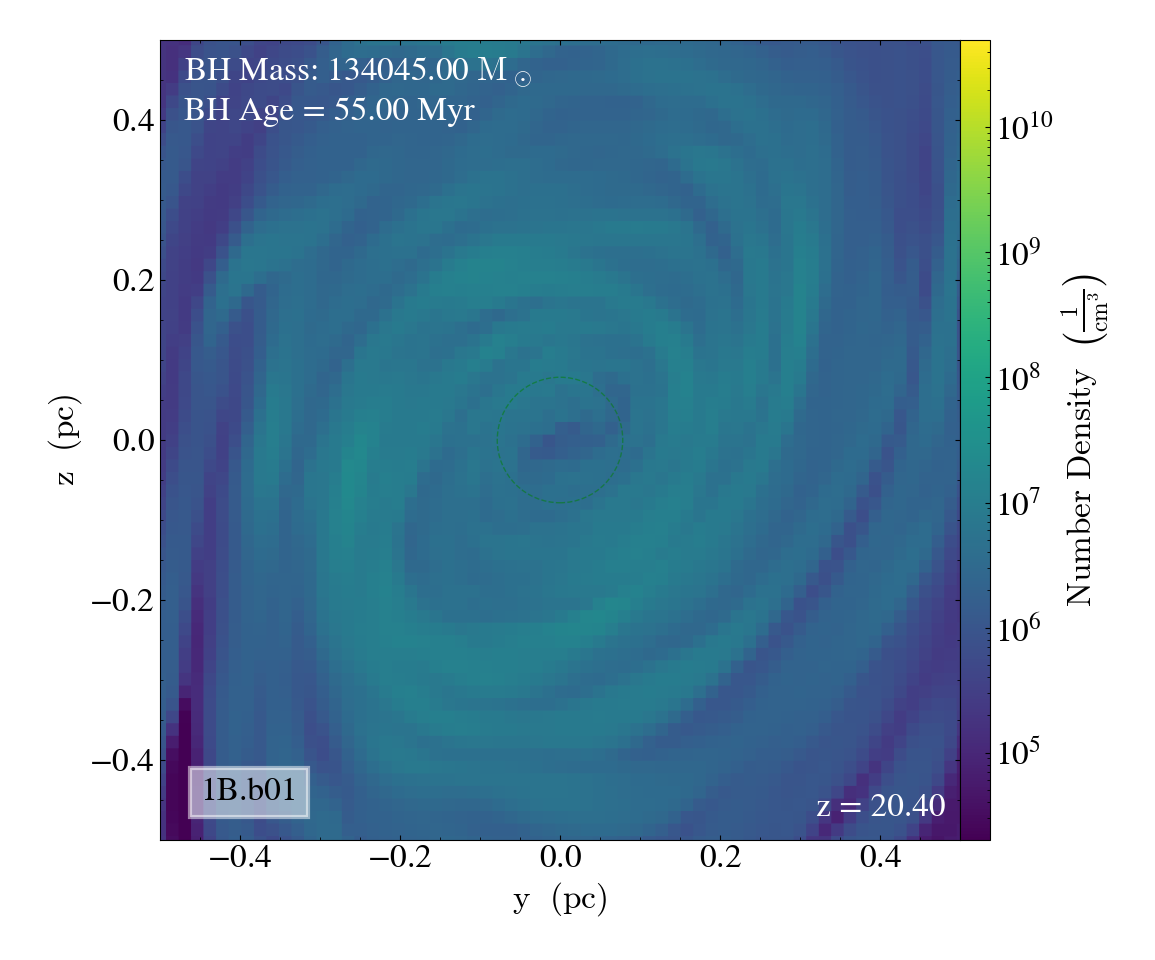 BH Mass: 134045.00 M⊙
BH Age = 55.00 Myr
0.4
0.2
0.0
−0.2
−0.4
z (pc)
1B.b01
z = 20.40
−0.4 −0.2 0.0 0.2 0.4
y (pc)
10^10
10^9
10^8
10^7
10^6
10^5
Number Density (1/cm^3)